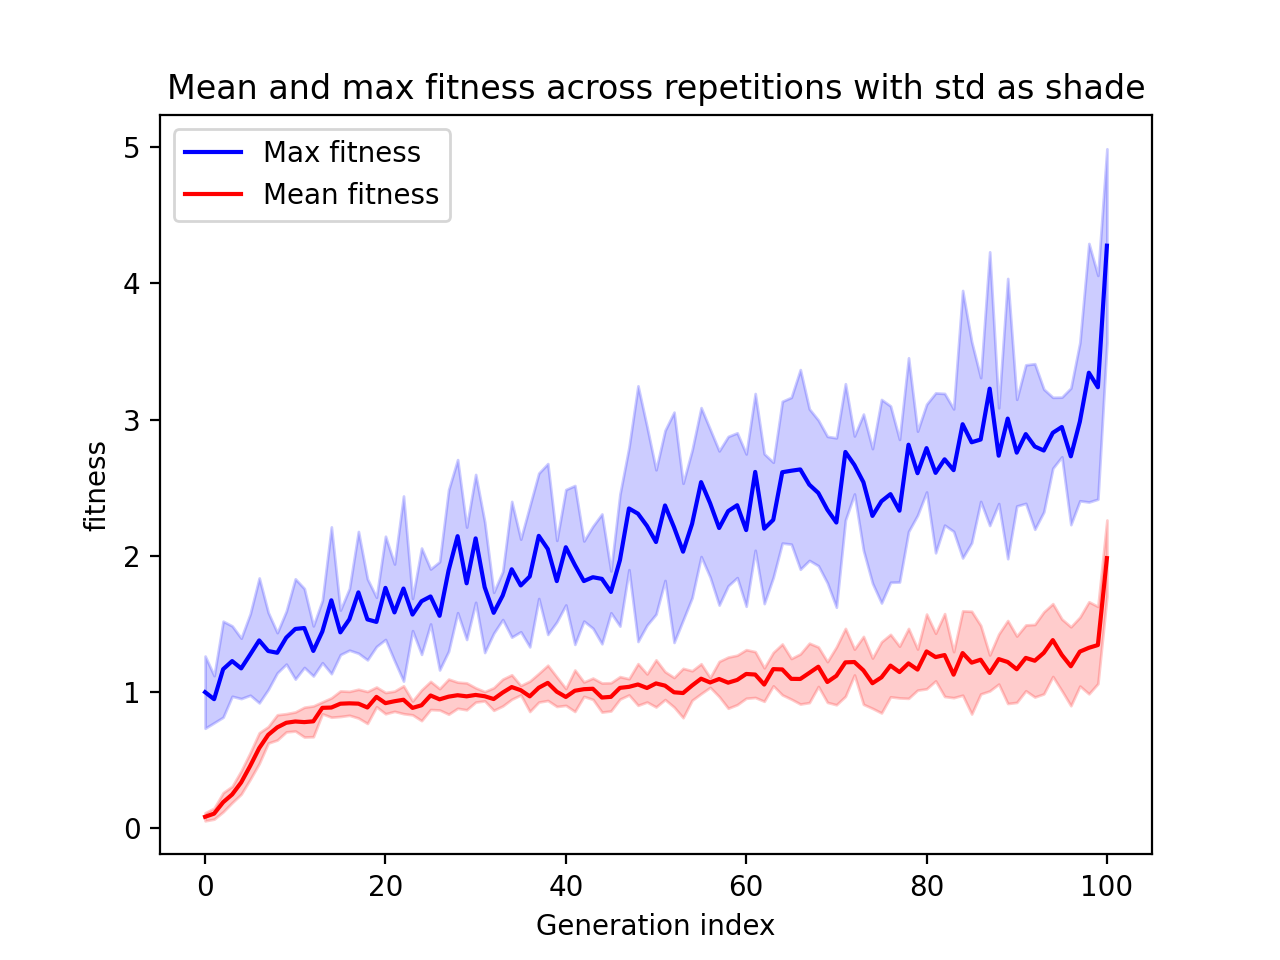 Mean and max fitness across repetitions with std as shade
Max fitness
Mean fitness
5
4
3
2
1
0
fitness
0 20 40 60 80 100
Generation index